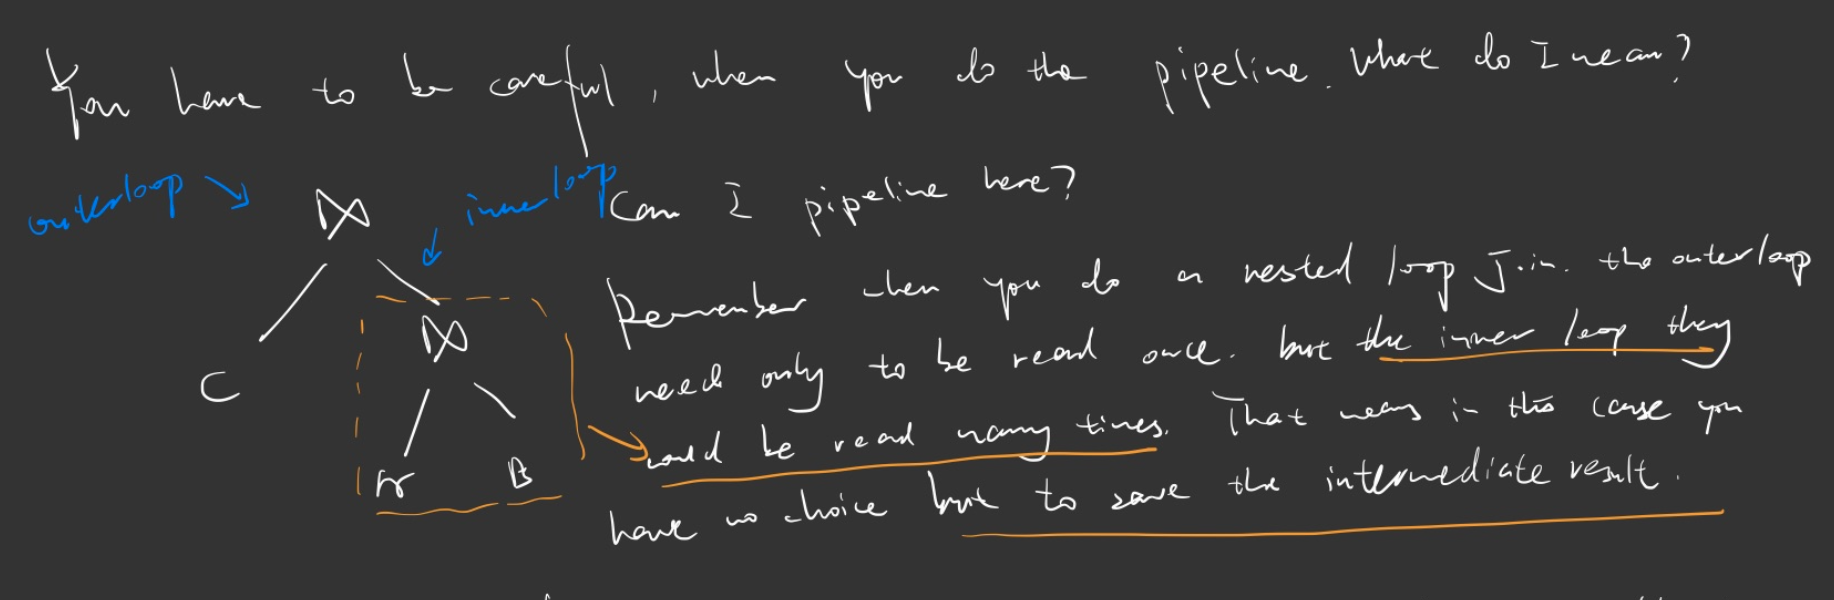 You have to be careful, when you do the pipeline. What do I mean?
outerloop
innerloop
⋈
Can I pipeline here?
Remember when you do a nested loop Join. the outerloop
⋈
need only to be read once. but the inner loop they
C
would be read many times. That means in this case you
A B
have no choice but to save the intermediate result.